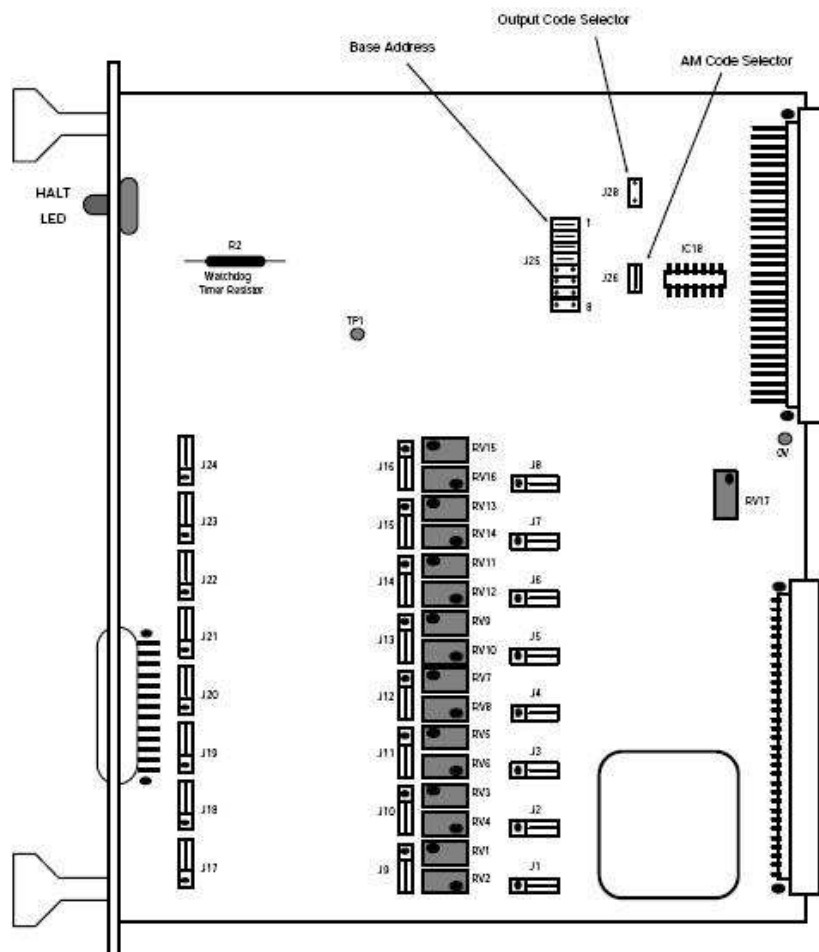 Output Code Selector
Base Address
AM Code Selector
HALT
LED
J28
1
R2
IC18
J25
J26
Watchdog
Timer Resistor
8
TP1
0V
RV15
J24
J16
J8
RV16
RV17
RV13
J23
J15
J7
RV14
RV11
J22
J14
J6
RV12
RV9
J21
J13
J5
RV10
RV7
J20
J12
J4
RV8
RV5
J19
J11
J3
RV6
RV3
J18
J10
J2
RV4
RV1
J17
J9
J1
RV2